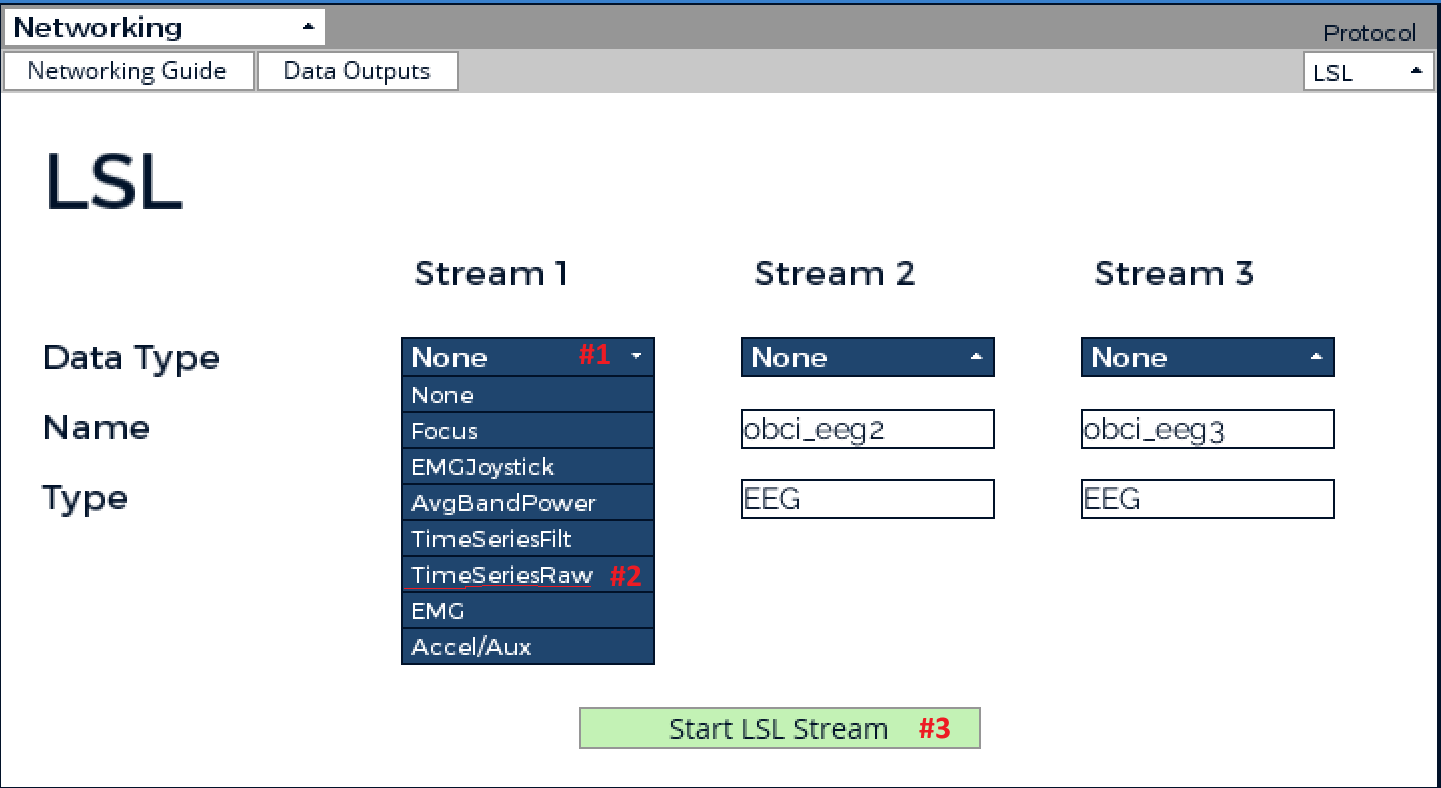 Networking
Protocol
Networking Guide Data Outputs
LSL
LSL
Stream 1 Stream 2 Stream 3
Data Type None #1 None None
None
Focus
Name obci_eeg2 obci_eeg3
EMGJoystick
Type AvgBandPower EEG EEG
TimeSeriesFilt
TimeSeriesRaw #2
EMG
Accel/Aux
Start LSL Stream #3